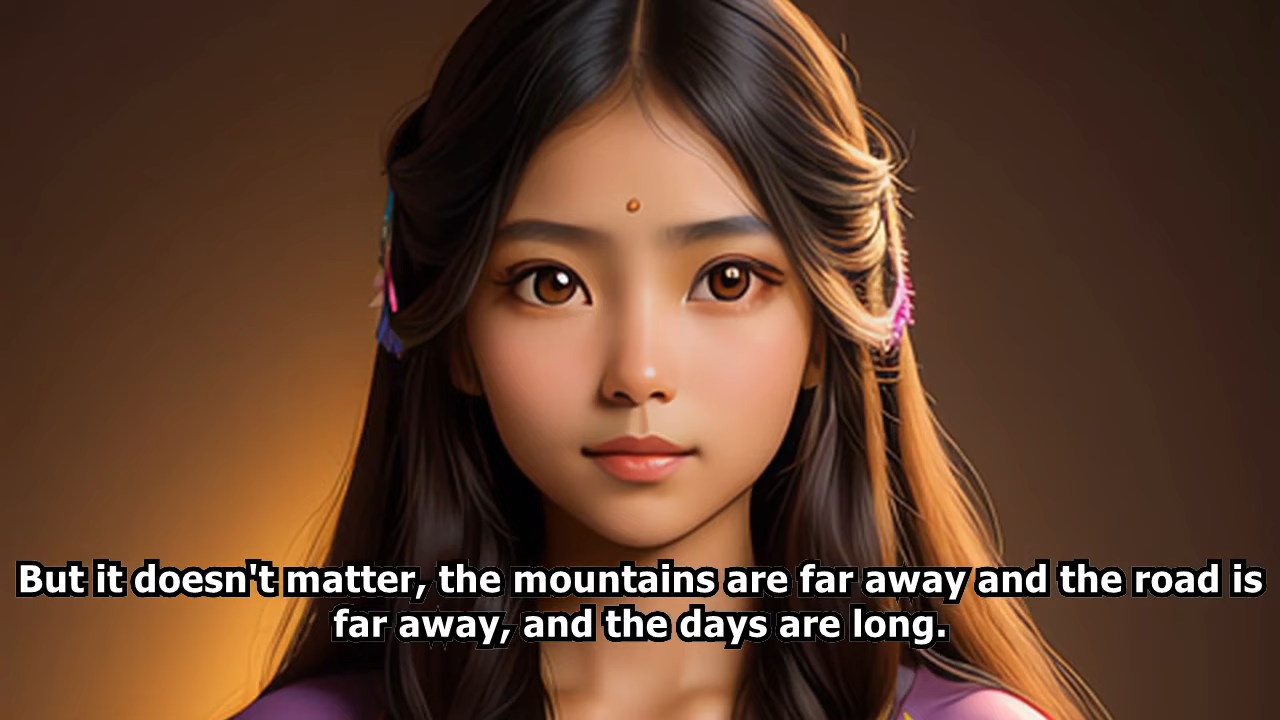 But it doesn't matter, the mountains are far away and the road is
far away, and the days are long.